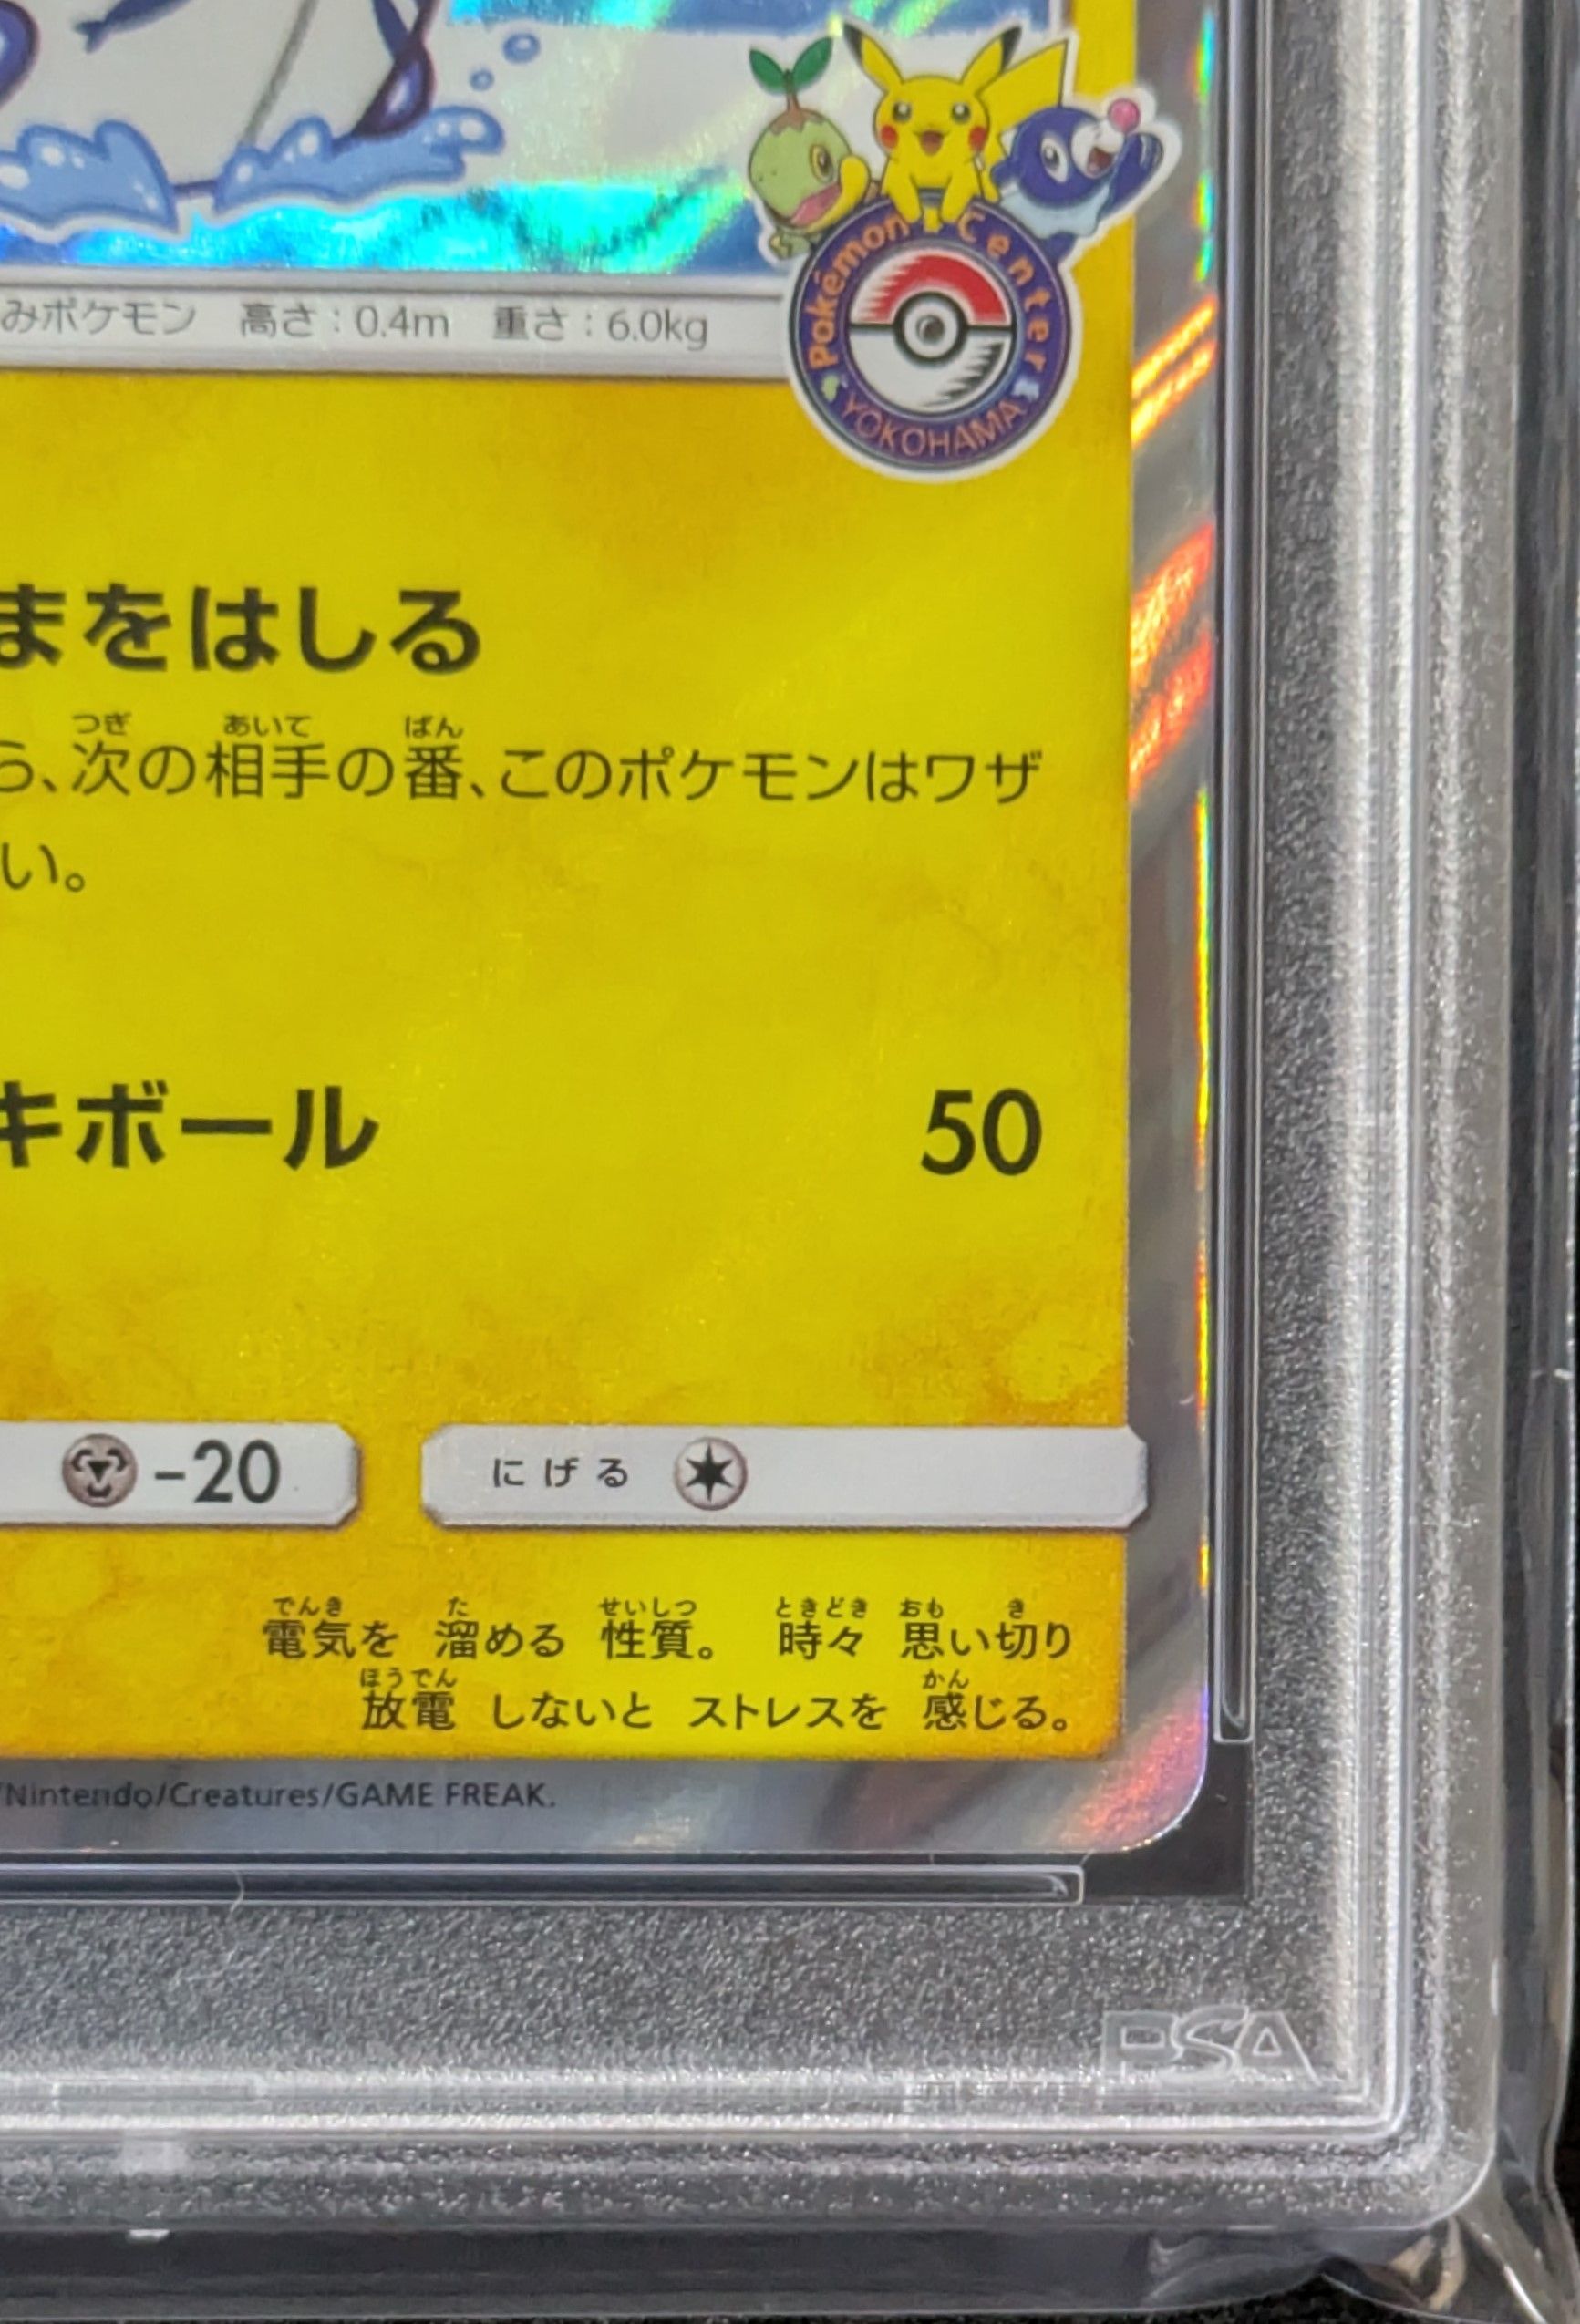 Pokémon Center
YOKOHAMA
みポケモン 高さ：0.4m 重さ：6.0kg
まをはしる
つぎ あいて ばん
ら、次の相手の番、このポケモンはワザ
い。
キボール 50
-20 にげる
でんき た せいしつ ときどき おも き
電気を 溜める 性質。 時々 思い切り
ほうでん かん
放電 しないと ストレスを 感じる。
/Nintendo/Creatures/GAME FREAK.
PSA